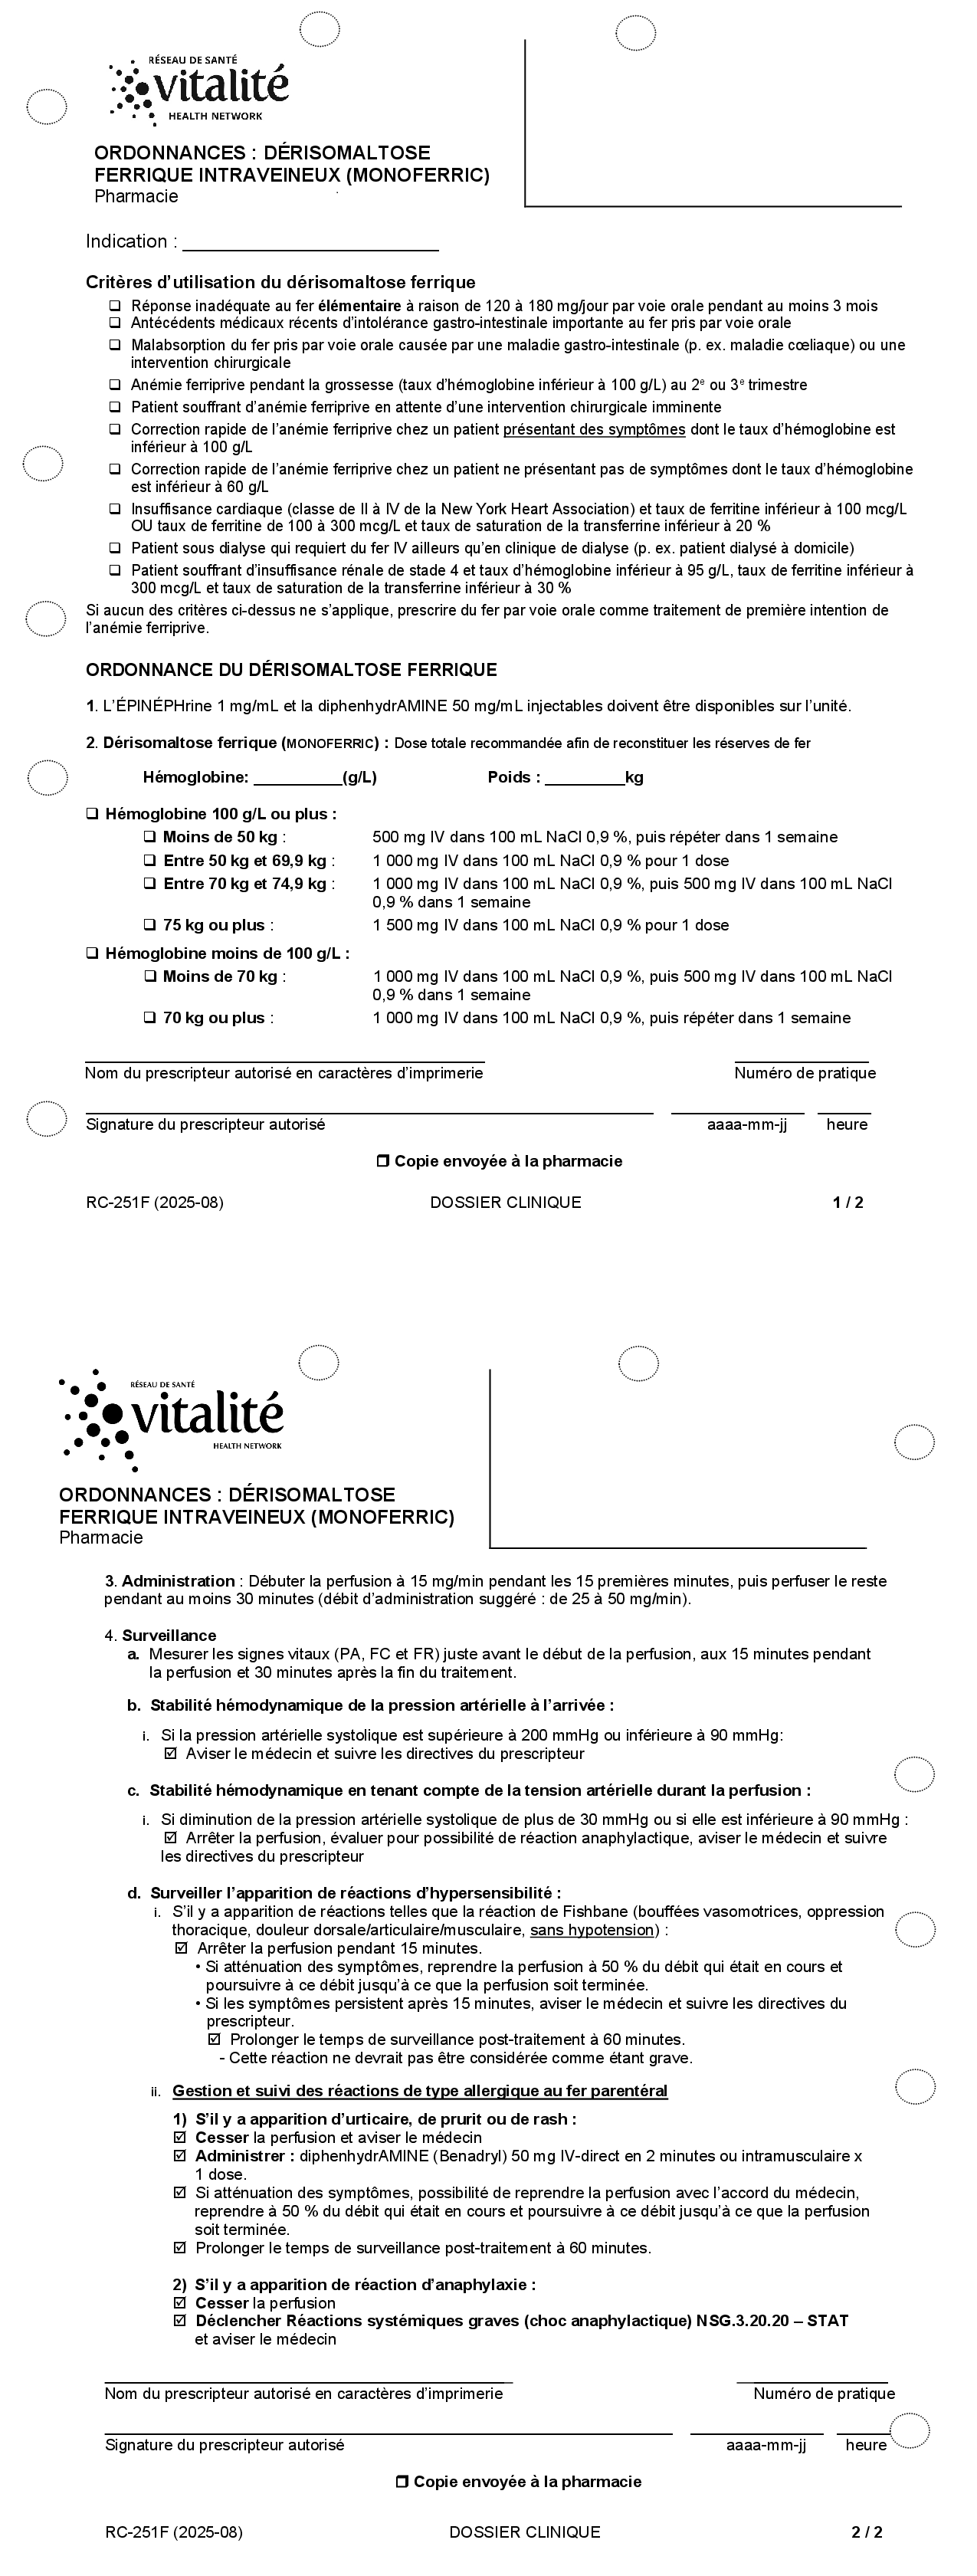 RÉSEAU DE SANTÉ
vitalité
HEALTH NETWORK
ORDONNANCES : DÉRISOMALTOSE
FERRIQUE INTRAVEINEUX (MONOFERRIC)
Pharmacie
Indication : ____________________
Critères d’utilisation du dérisomaltose ferrique
❑ Réponse inadéquate au fer élémentaire à raison de 120 à 180 mg/jour par voie orale pendant au moins 3 mois
❑ Antécédents médicaux récents d’intolérance gastro-intestinale importante au fer pris par voie orale
❑ Malabsorption du fer pris par voie orale causée par une maladie gastro-intestinale (p. ex. maladie cœliaque) ou une
intervention chirurgicale
❑ Anémie ferriprive pendant la grossesse (taux d’hémoglobine inférieur à 100 g/L) au 2e ou 3e trimestre
❑ Patient souffrant d’anémie ferriprive en attente d’une intervention chirurgicale imminente
❑ Correction rapide de l’anémie ferriprive chez un patient présentant des symptômes dont le taux d’hémoglobine est
inférieur à 100 g/L
❑ Correction rapide de l’anémie ferriprive chez un patient ne présentant pas de symptômes dont le taux d’hémoglobine
est inférieur à 60 g/L
❑ Insuffisance cardiaque (classe de II à IV de la New York Heart Association) et taux de ferritine inférieur à 100 mcg/L
OU taux de ferritine de 100 à 300 mcg/L et taux de saturation de la transferrine inférieur à 20 %
❑ Patient sous dialyse qui requiert du fer IV ailleurs qu’en clinique de dialyse (p. ex. patient dialysé à domicile)
❑ Patient souffrant d’insuffisance rénale de stade 4 et taux d’hémoglobine inférieur à 95 g/L, taux de ferritine inférieur à
300 mcg/L et taux de saturation de la transferrine inférieur à 30 %
Si aucun des critères ci-dessus ne s’applique, prescrire du fer par voie orale comme traitement de première intention de
l’anémie ferriprive.
ORDONNANCE DU DÉRISOMALTOSE FERRIQUE
1. L’ÉPINÉPHrine 1 mg/mL et la diphenhydrAMINE 50 mg/mL injectables doivent être disponibles sur l’unité.
2. Dérisomaltose ferrique (MONOFERRIC) : Dose totale recommandée afin de reconstituer les réserves de fer
Hémoglobine: __________(g/L) Poids : _________kg
❑ Hémoglobine 100 g/L ou plus :
❑ Moins de 50 kg : 500 mg IV dans 100 mL NaCl 0,9 %, puis répéter dans 1 semaine
❑ Entre 50 kg et 69,9 kg : 1 000 mg IV dans 100 mL NaCl 0,9 % pour 1 dose
❑ Entre 70 kg et 74,9 kg : 1 000 mg IV dans 100 mL NaCl 0,9 %, puis 500 mg IV dans 100 mL NaCl
0,9 % dans 1 semaine
❑ 75 kg ou plus : 1 500 mg IV dans 100 mL NaCl 0,9 % pour 1 dose
❑ Hémoglobine moins de 100 g/L :
❑ Moins de 70 kg : 1 000 mg IV dans 100 mL NaCl 0,9 %, puis 500 mg IV dans 100 mL NaCl
0,9 % dans 1 semaine
❑ 70 kg ou plus : 1 000 mg IV dans 100 mL NaCl 0,9 %, puis répéter dans 1 semaine
Nom du prescripteur autorisé en caractères d’imprimerie Numéro de pratique
Signature du prescripteur autorisé aaaa-mm-jj heure
❒ Copie envoyée à la pharmacie
RC-251F (2025-08) DOSSIER CLINIQUE 1 / 2
RÉSEAU DE SANTÉ
vitalité
HEALTH NETWORK
ORDONNANCES : DÉRISOMALTOSE
FERRIQUE INTRAVEINEUX (MONOFERRIC)
Pharmacie
3. Administration : Débuter la perfusion à 15 mg/min pendant les 15 premières minutes, puis perfuser le reste
pendant au moins 30 minutes (débit d’administration suggéré : de 25 à 50 mg/min).
4. Surveillance
a. Mesurer les signes vitaux (PA, FC et FR) juste avant le début de la perfusion, aux 15 minutes pendant
la perfusion et 30 minutes après la fin du traitement.
b. Stabilité hémodynamique de la pression artérielle à l’arrivée :
i. Si la pression artérielle systolique est supérieure à 200 mmHg ou inférieure à 90 mmHg:
☑ Aviser le médecin et suivre les directives du prescripteur
c. Stabilité hémodynamique en tenant compte de la tension artérielle durant la perfusion :
i. Si diminution de la pression artérielle systolique de plus de 30 mmHg ou si elle est inférieure à 90 mmHg :
☑ Arrêter la perfusion, évaluer pour possibilité de réaction anaphylactique, aviser le médecin et suivre
les directives du prescripteur
d. Surveiller l’apparition de réactions d’hypersensibilité :
i. S’il y a apparition de réactions telles que la réaction de Fishbane (bouffées vasomotrices, oppression
thoracique, douleur dorsale/articulaire/musculaire, sans hypotension) :
☑ Arrêter la perfusion pendant 15 minutes.
• Si atténuation des symptômes, reprendre la perfusion à 50 % du débit qui était en cours et
poursuivre à ce débit jusqu’à ce que la perfusion soit terminée.
• Si les symptômes persistent après 15 minutes, aviser le médecin et suivre les directives du
prescripteur.
☑ Prolonger le temps de surveillance post-traitement à 60 minutes.
- Cette réaction ne devrait pas être considérée comme étant grave.
ii. Gestion et suivi des réactions de type allergique au fer parentéral
1) S’il y a apparition d’urticaire, de prurit ou de rash :
☑ Cesser la perfusion et aviser le médecin
☑ Administrer : diphenhydrAMINE (Benadryl) 50 mg IV-direct en 2 minutes ou intramusculaire x
1 dose.
☑ Si atténuation des symptômes, possibilité de reprendre la perfusion avec l’accord du médecin,
reprendre à 50 % du débit qui était en cours et poursuivre à ce débit jusqu’à ce que la perfusion
soit terminée.
☑ Prolonger le temps de surveillance post-traitement à 60 minutes.
2) S’il y a apparition de réaction d’anaphylaxie :
☑ Cesser la perfusion
☑ Déclencher Réactions systémiques graves (choc anaphylactique) NSG.3.20.20 – STAT
et aviser le médecin
Nom du prescripteur autorisé en caractères d’imprimerie Numéro de pratique
Signature du prescripteur autorisé aaaa-mm-jj heure
❒ Copie envoyée à la pharmacie
RC-251F (2025-08) DOSSIER CLINIQUE 2 / 2